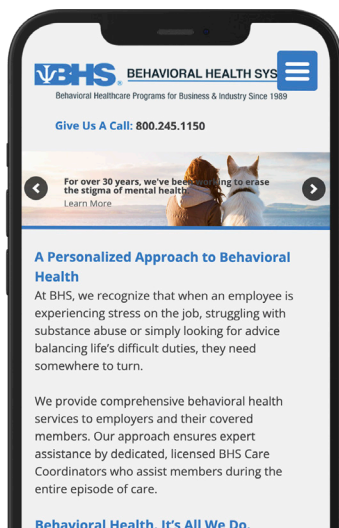 BHS® BEHAVIORAL HEALTH SYS
Behavioral Healthcare Programs for Business & Industry Since 1989
Give Us A Call: 800.245.1150
For over 30 years, we've been working to erase
the stigma of mental health.
Learn More
A Personalized Approach to Behavioral
Health
At BHS, we recognize that when an employee is
experiencing stress on the job, struggling with
substance abuse or simply looking for advice
balancing life's difficult duties, they need
somewhere to turn.
We provide comprehensive behavioral health
services to employers and their covered
members. Our approach ensures expert
assistance by dedicated, licensed BHS Care
Coordinators who assist members during the
entire episode of care.
Behavioral Health. It's All We Do.